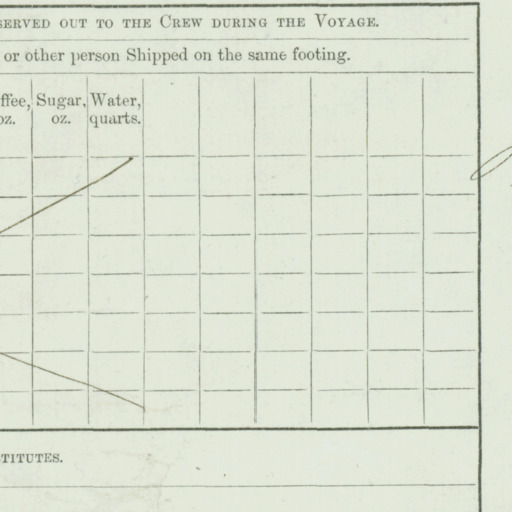 SERVED OUT TO THE CREW DURING THE VOYAGE.
or other person Shipped on the same footing.
ffee, Sugar, Water,
oz. oz. quarts.
TITUTES.